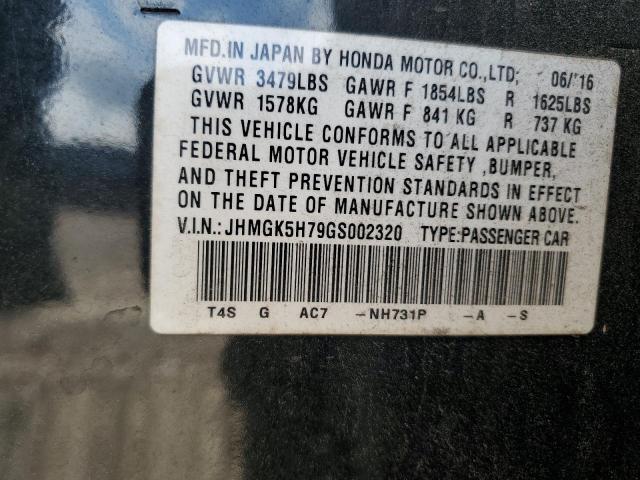 MFD.IN JAPAN BY HONDA MOTOR CO.,LTD; 06/'16
GVWR 3479LBS GAWR F 1854LBS R 1625LBS
GVWR 1578KG GAWR F 841 KG R 737 KG
THIS VEHICLE CONFORMS TO ALL APPLICABLE
FEDERAL MOTOR VEHICLE SAFETY ,BUMPER,
AND THEFT PREVENTION STANDARDS IN EFFECT
ON THE DATE OF MANUFACTURE SHOWN ABOVE.
V.I.N.: JHMGK5H79GS002320 TYPE:PASSENGER CAR
T4S G AC7 -NH731P -A -S